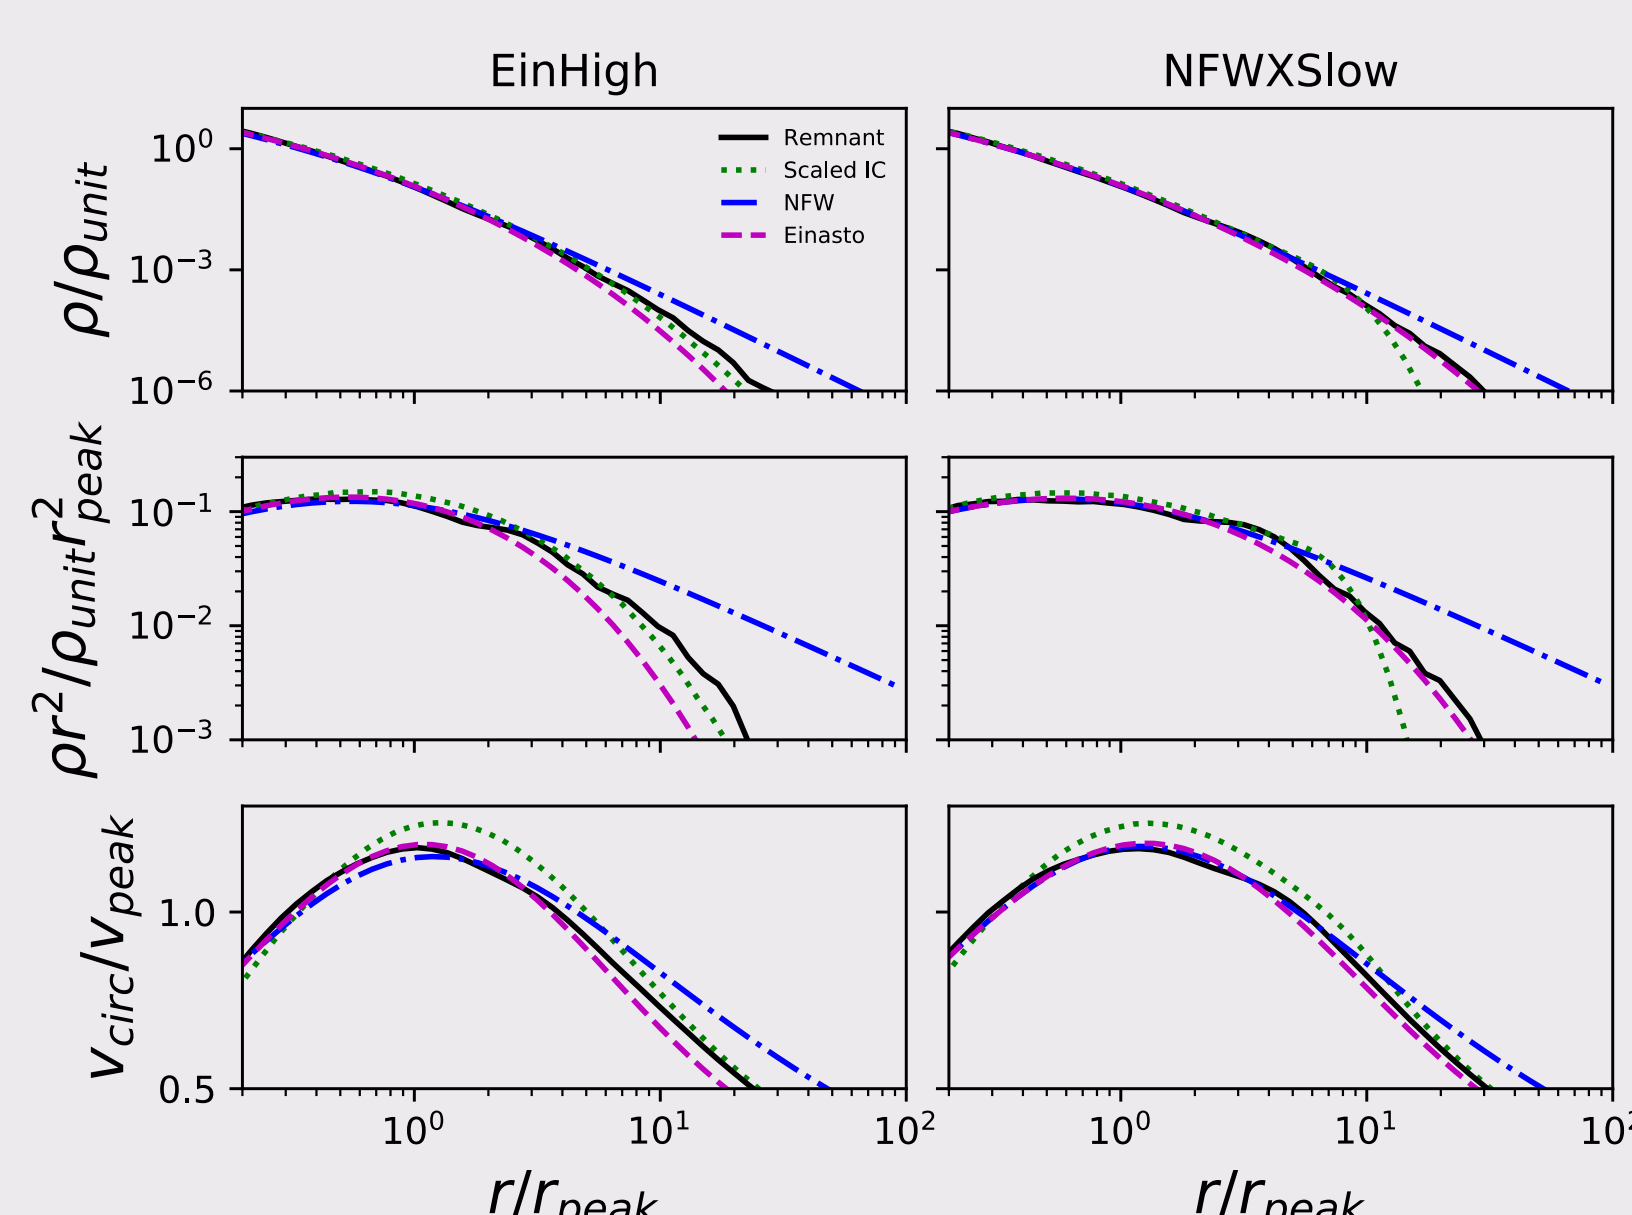 EinHigh NFWXSlow
Remnant
Scaled IC
NFW
Einasto
ρ/ρ_unit
10^0
10^−3
10^−6
ρr^2/ρ_unit r^2_peak
10^−1
10^−2
10^−3
v_circ/v_peak
1.0
0.5
10^0 10^1 10^2 10^0 10^1 10^2
r/r_peak r/r_peak